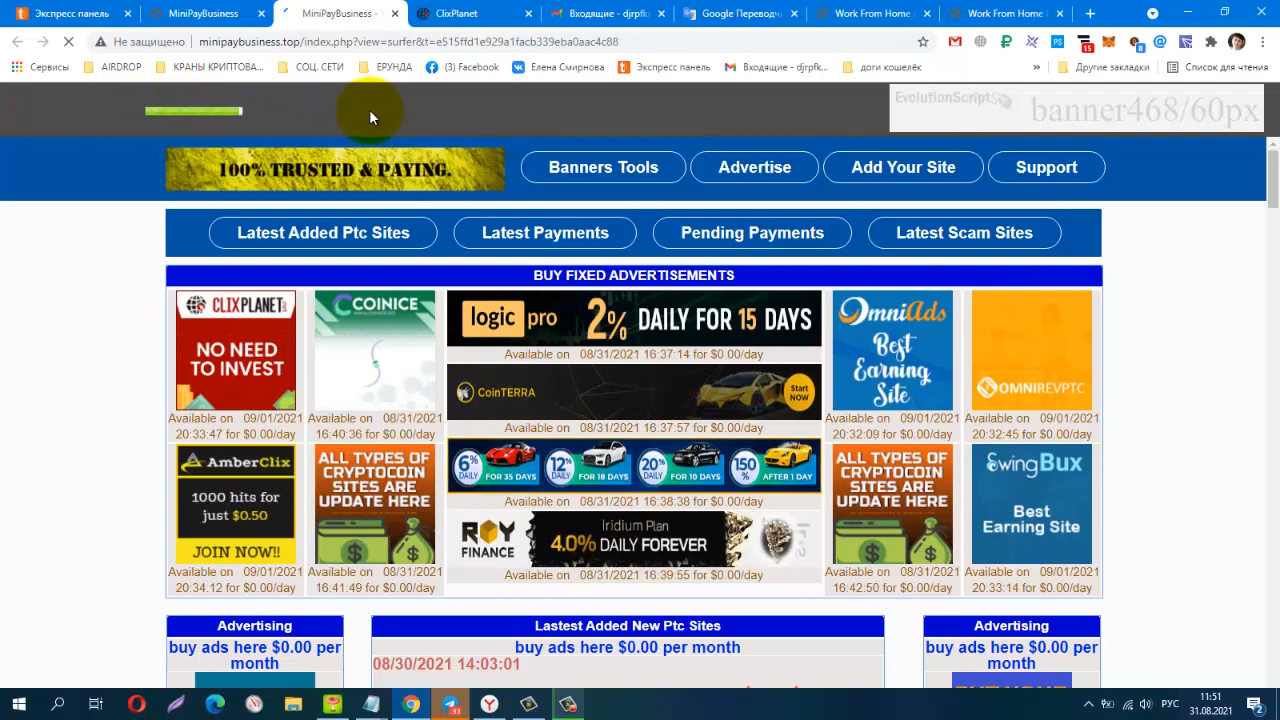 Экспресс панель
MiniPayBusiness
MiniPayBusiness - V
ClixPlanet
Входящие - djrpfk...
Google Переводч
Work From Home |
Work From Home /
Не защищено
minipaybusiness.top/index.php?view=surfer&t=e515ffd1e929a1facb339eba0aac4c88
15
8
Сервисы
AIRDROP
КРАНЫ КРИПТОВА...
СОЦ. СЕТИ
ЕРУНДА
(3) Facebook
Елена Смирнова
Экспресс панель
Входящие - djrpfk...
доги кошелёк
»
Другие закладки
Список для чтения
EvolutionScript
banner468/60px
100% TRUSTED & PAYING.
Banners Tools
Advertise
Add Your Site
Support
Latest Added Ptc Sites
Latest Payments
Pending Payments
Latest Scam Sites
BUY FIXED ADVERTISEMENTS
CLIXPLANET
NO NEED
TO INVEST
Available on 09/01/2021
20:33:47 for $0.00/day
COINICE
Available on 08/31/2021
16:40:36 for $0.00/day
logic pro 2% DAILY FOR 15 DAYS
Available on 08/31/2021 16:37:14 for $0.00/day
CoinTERRA
Start
NOW
Available on 08/31/2021 16:37:57 for $0.00/day
6% DAILY FOR 35 DAYS
12% DAILY FOR 18 DAYS
20% DAILY FOR 10 DAYS
150 % AFTER 1 DAY
Available on 08/31/2021 16:38:38 for $0.00/day
ROY
FINANCE
Iridium Plan
4.0% DAILY FOREVER
Available on 08/31/2021 16:39:55 for $0.00/day
OmniAds
Best
Earning
Site
Available on 09/01/2021
20:32:09 for $0.00/day
OMNIREVPTC
Available on 09/01/2021
20:32:45 for $0.00/day
AmberClix
1000 hits for
just $0.50
JOIN NOW!!
Available on 09/01/2021
20:34.12 for $0.00/day
ALL TYPES OF
CRYPTOCOIN
SITES ARE
UPDATE HERE
Available on 08/31/2021
16:41:49 for $0.00/day
ALL TYPES OF
CRYPTOCOIN
SITES ARE
UPDATE HERE
Available on 08/31/2021
16:42:50 for $0.00/day
SwingBux
Best
Earning Site
Available on 09/01/2021
20:33:14 for $0.00/day
Advertising
buy ads here $0.00 per
month
Lastest Added New Ptc Sites
buy ads here $0.00 per month
08/30/2021 14:03:01
Advertising
buy ads here $0.00 per
month
РУС
11:51
31.08.2021
2